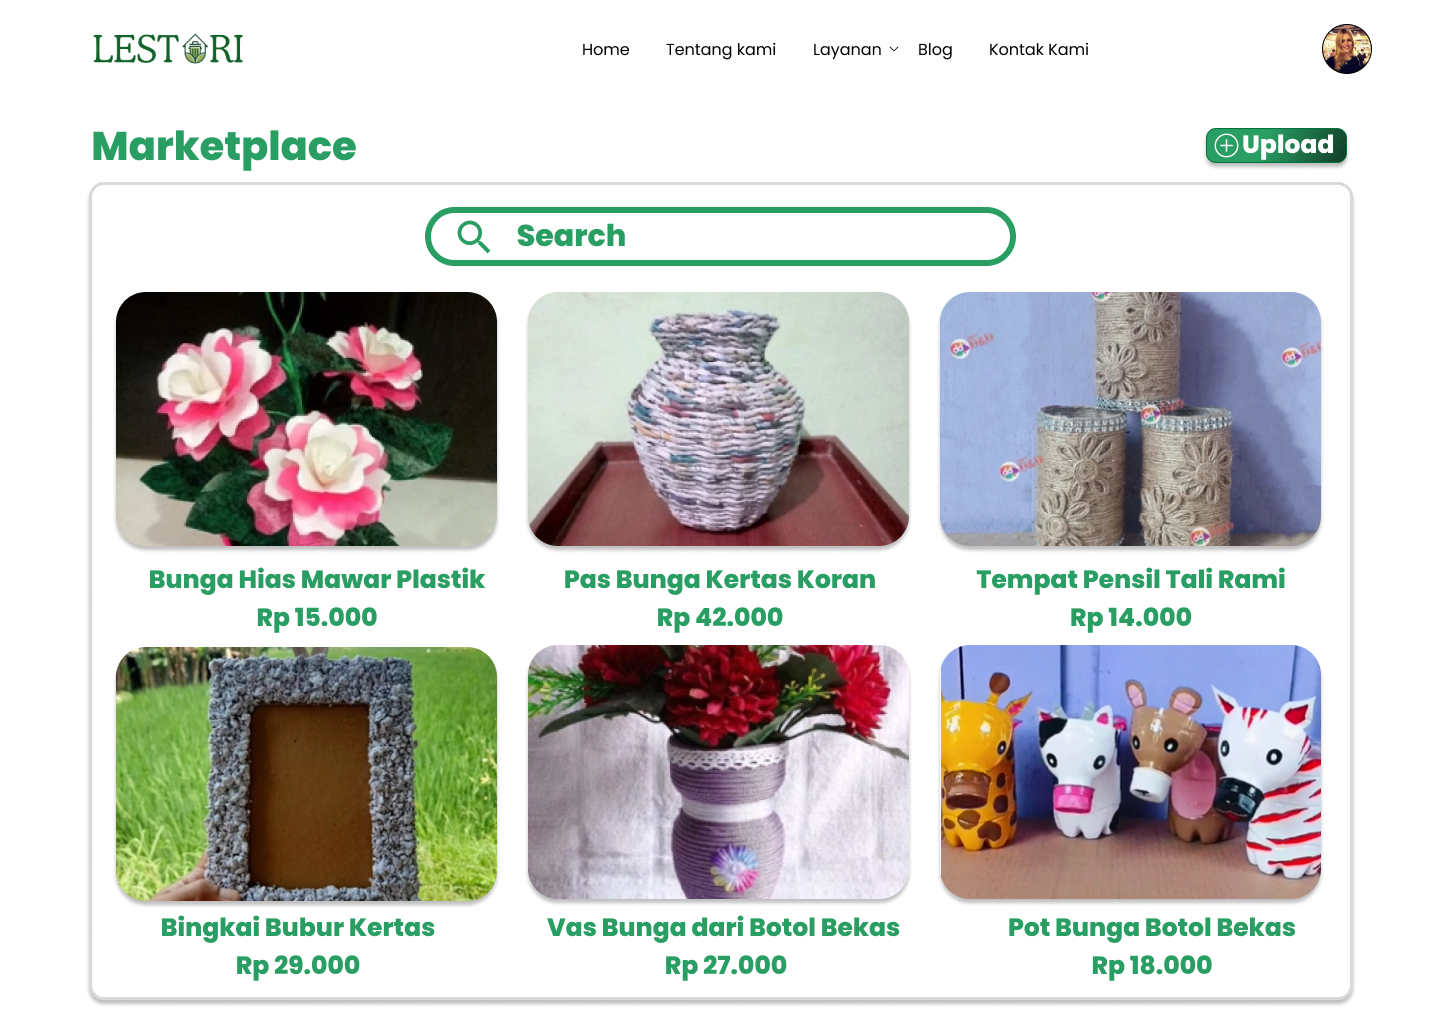 LESTARI
Home Tentang kami Layanan Blog Kontak Kami
Marketplace
Upload
Search
Bunga Hias Mawar Plastik
Rp 15.000
Pas Bunga Kertas Koran
Rp 42.000
Tempat Pensil Tali Rami
Rp 14.000
Bingkai Bubur Kertas
Rp 29.000
Vas Bunga dari Botol Bekas
Rp 27.000
Pot Bunga Botol Bekas
Rp 18.000